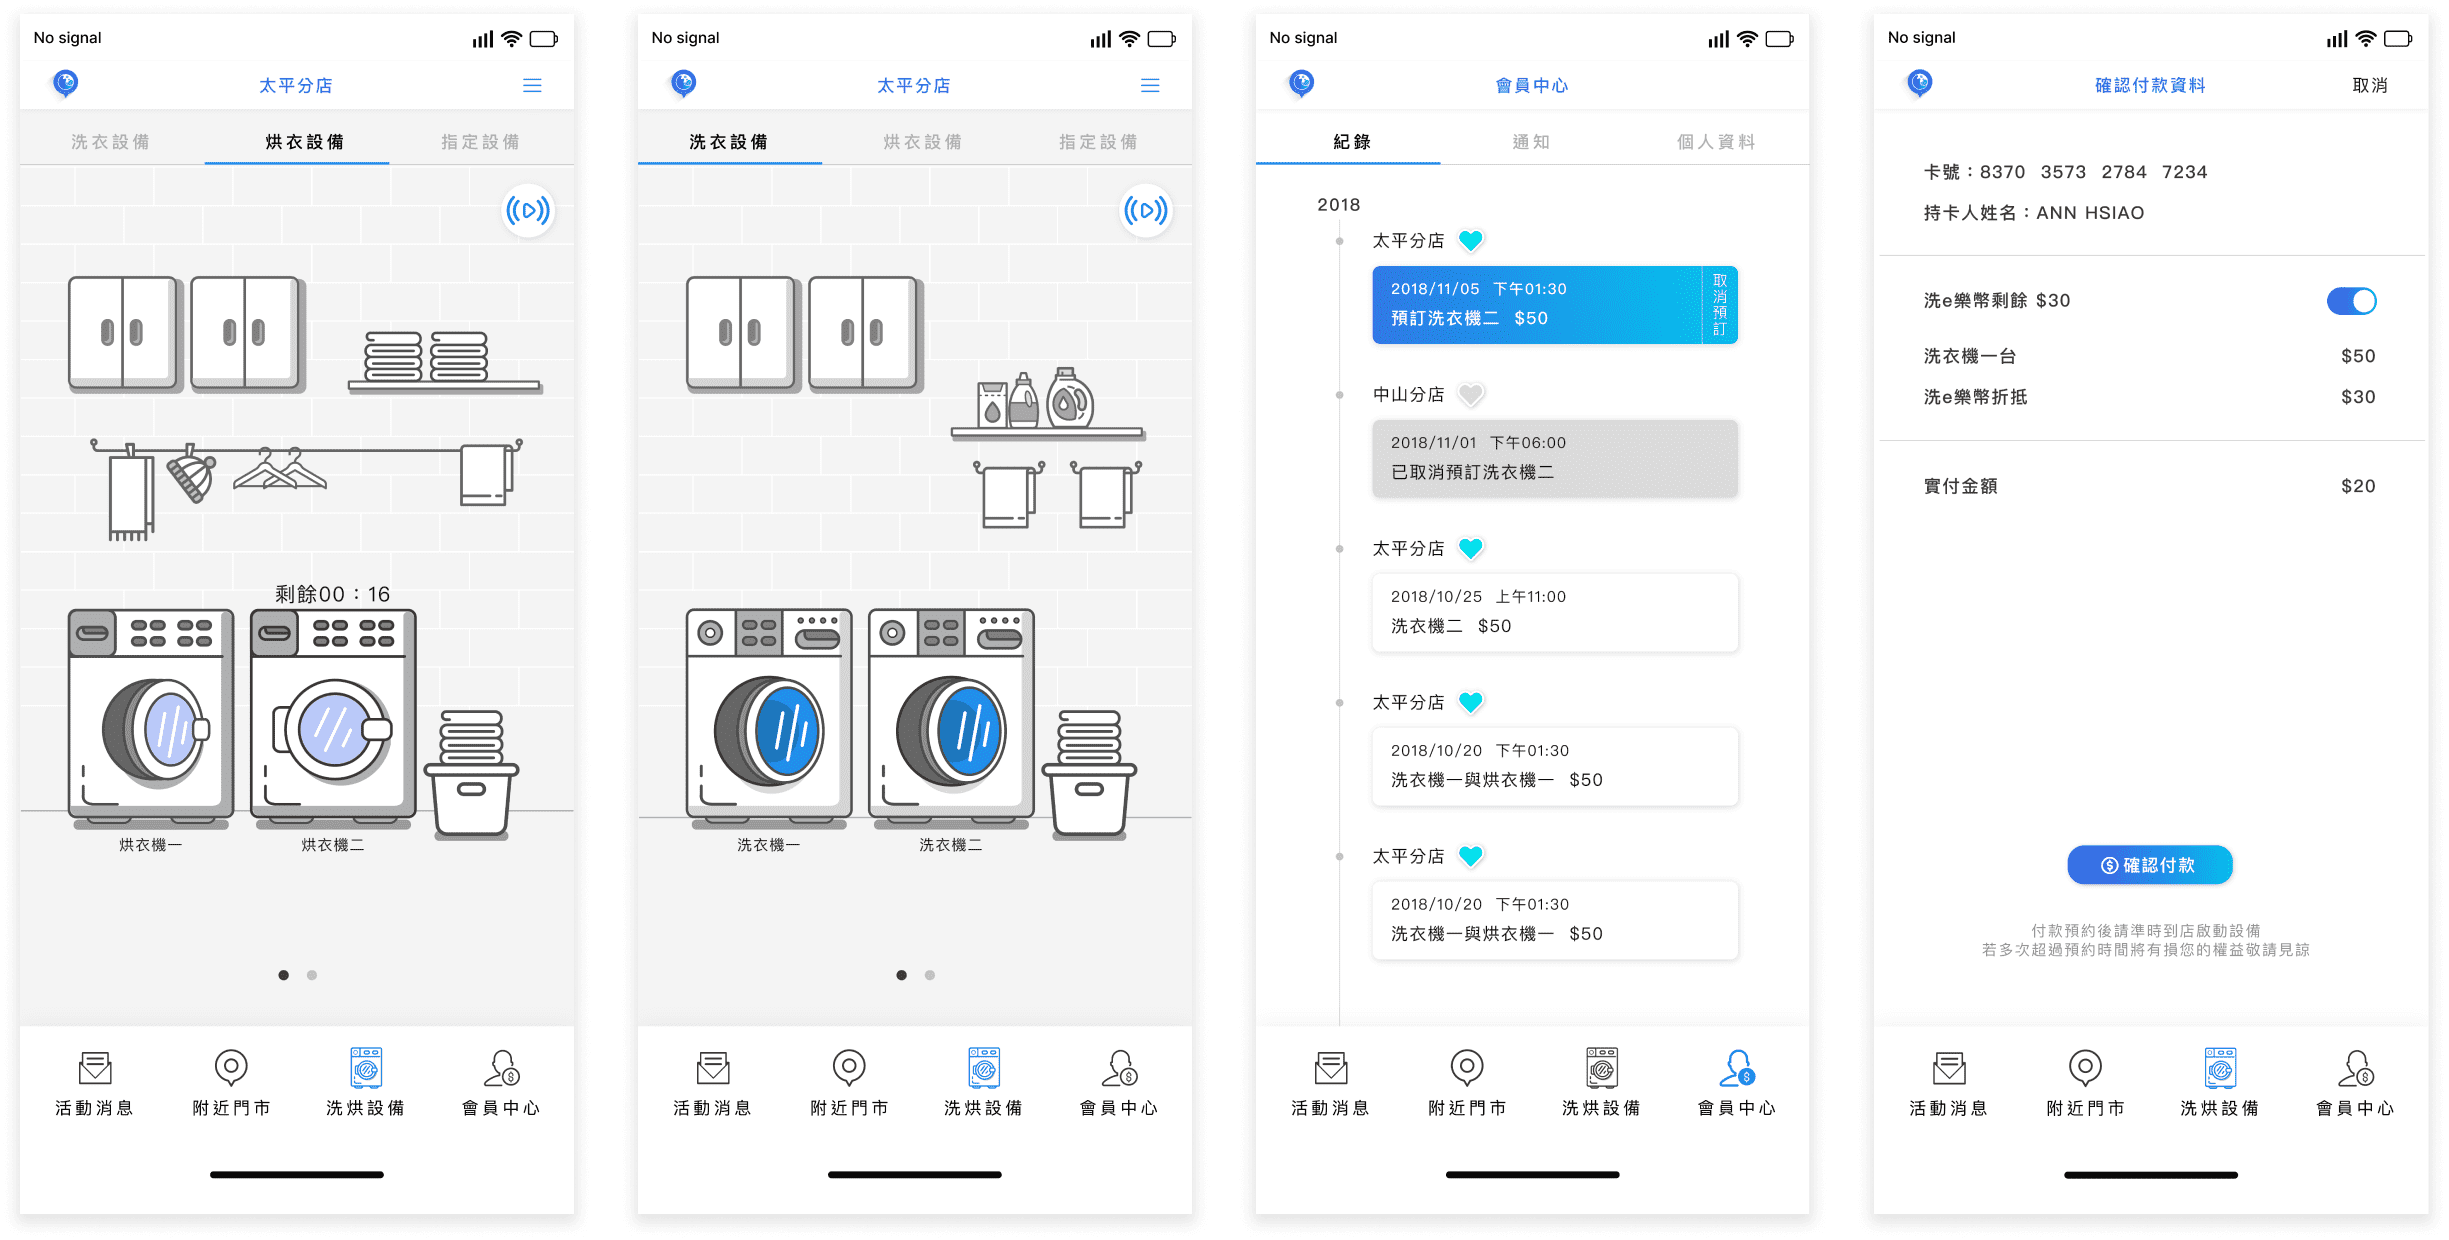 No signal
太平分店
洗衣設備 烘衣設備 指定設備
剩餘00：16
烘衣機一 烘衣機二
活動消息 附近門市 洗烘設備 會員中心
No signal
太平分店
洗衣設備 烘衣設備 指定設備
洗衣機一 洗衣機二
活動消息 附近門市 洗烘設備 會員中心
No signal
會員中心
紀錄 通知 個人資料
2018
太平分店
2018/11/05 下午01:30
預訂洗衣機二 $50
取消預訂
中山分店
2018/11/01 下午06:00
已取消預訂洗衣機二
太平分店
2018/10/25 上午11:00
洗衣機二 $50
太平分店
2018/10/20 下午01:30
洗衣機一與烘衣機一 $50
太平分店
2018/10/20 下午01:30
洗衣機一與烘衣機一 $50
活動消息 附近門市 洗烘設備 會員中心
No signal
確認付款資料 取消
卡號：8370 3573 2784 7234
持卡人姓名：ANN HSIAO
洗e樂幣剩餘 $30
洗衣機一台 $50
洗e樂幣折抵 $30
實付金額 $20
確認付款
付款預約後請準時到店啟動設備
若多次超過預約時間將有損您的權益敬請見諒
活動消息 附近門市 洗烘設備 會員中心